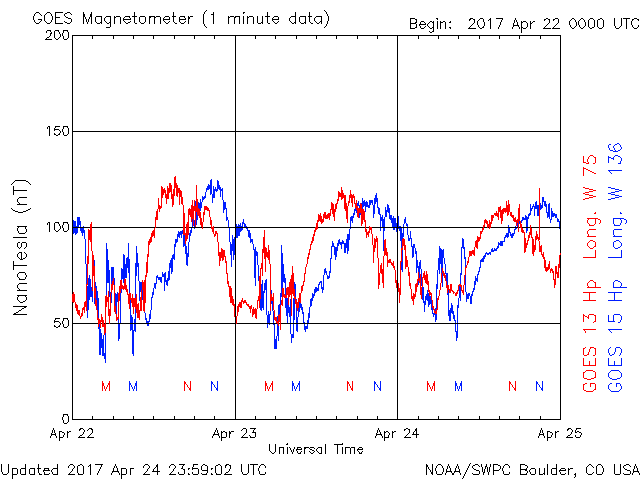 GOES Magnetometer (1 minute data)
Begin: 2017 Apr 22 0000 UTC
200
150
100
50
0
NanoTesla (nT)
M M N N M M N N M M N N
Apr 22 Apr 23 Apr 24 Apr 25
Universal Time
GOES 13 Hp Long. W 75
GOES 15 Hp Long. W 136
Updated 2017 Apr 24 23:59:02 UTC
NOAA/SWPC Boulder, CO USA